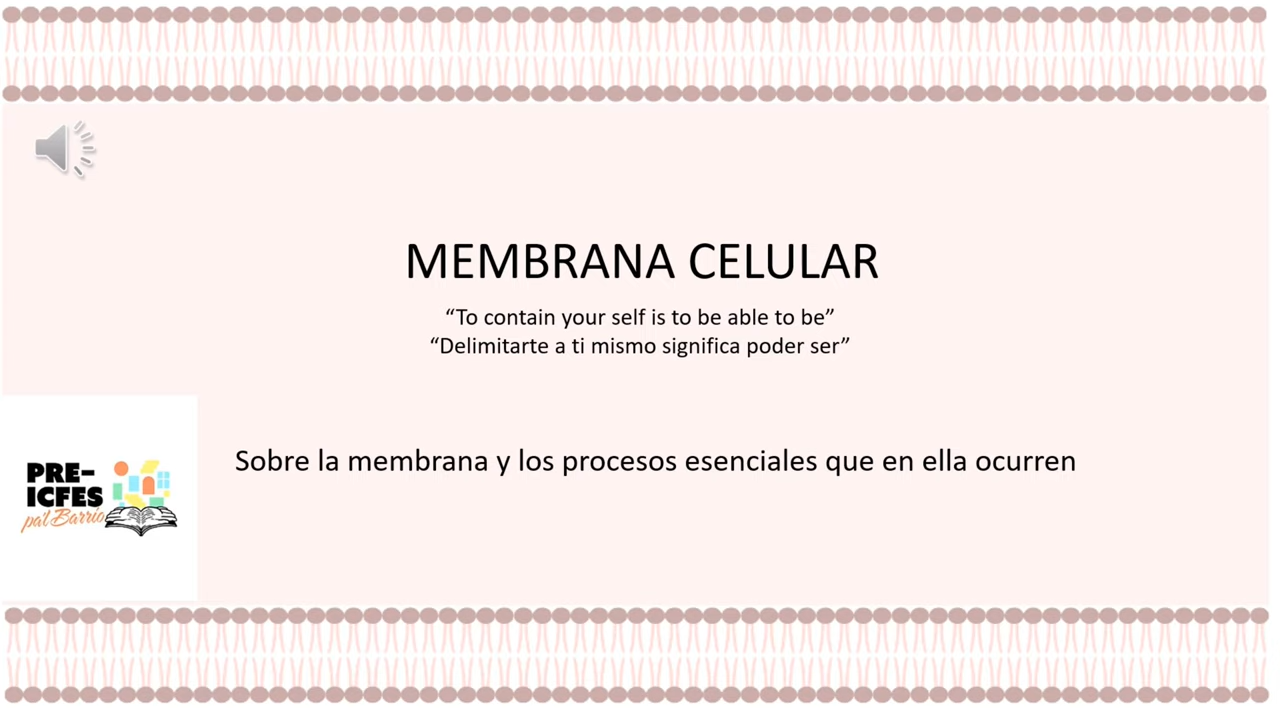 MEMBRANA CELULAR
“To contain your self is to be able to be”
“Delimitarte a ti mismo significa poder ser”
Sobre la membrana y los procesos esenciales que en ella ocurren
PRE-
ICFES
pa'l Barrio